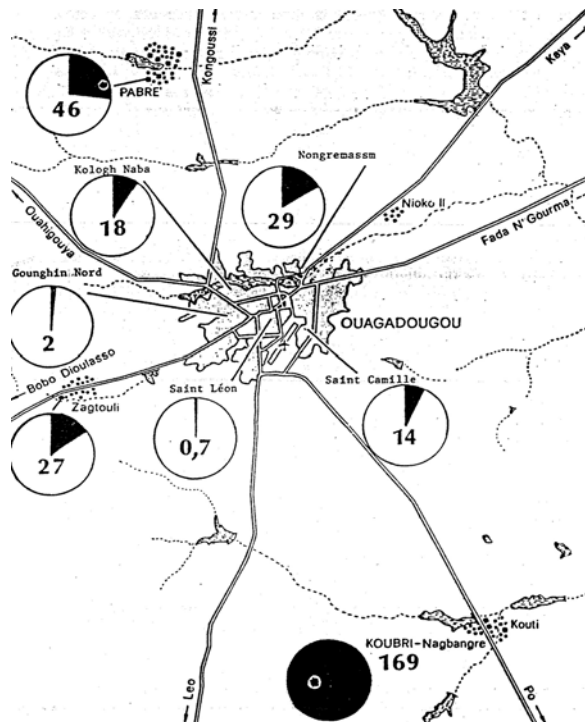 Kaya
Kongoussi
46
PABRE'
Kologh Naba
Nongremassm
18
29
Nioko II
Ouahigouya
Fada N'Gourma
Gounghin Nord
2
OUAGADOUGOU
Bobo Dioulasso
Zagtouli
Saint Léon
Saint Camille
27
0,7
14
Kouti
KOUBRI-Nagbangre
169
Leo
Po